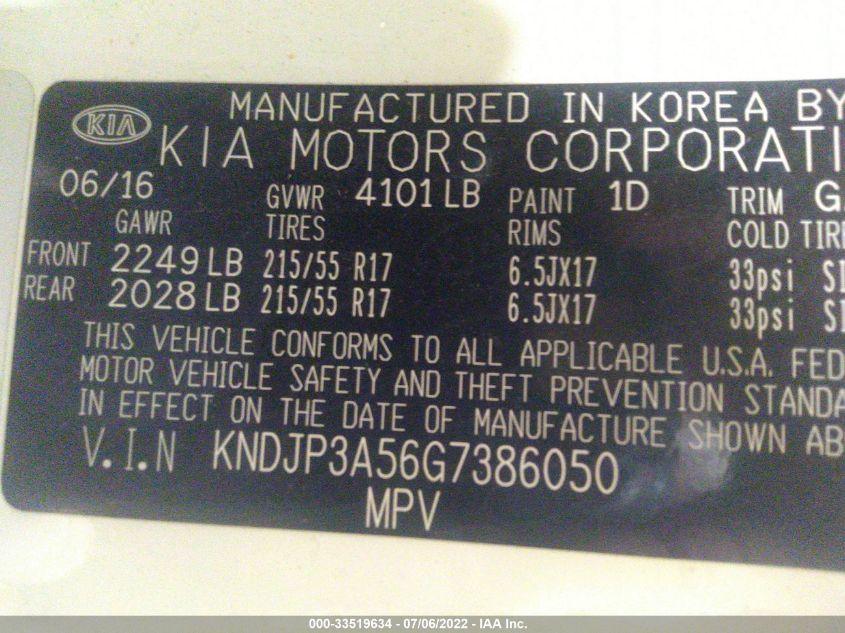 MANUFACTURED IN KOREA BY
KIA KIA MOTORS CORPORATI
06/16 GVWR 4101 LB PAINT 1D TRIM G
GAWR TIRES RIMS COLD TIRE
FRONT 2249 LB 215/55 R17 6.5JX17 33psi SI
REAR 2028 LB 215/55 R17 6.5JX17 33psi SI
THIS VEHICLE CONFORMS TO ALL APPLICABLE U.S.A. FED
MOTOR VEHICLE SAFETY AND THEFT PREVENTION STANDA
IN EFFECT ON THE DATE OF MANUFACTURE SHOWN AB
V.I.N KNDJP3A56G7386050
MPV
000-33519634 - 07/06/2022 - IAA Inc.